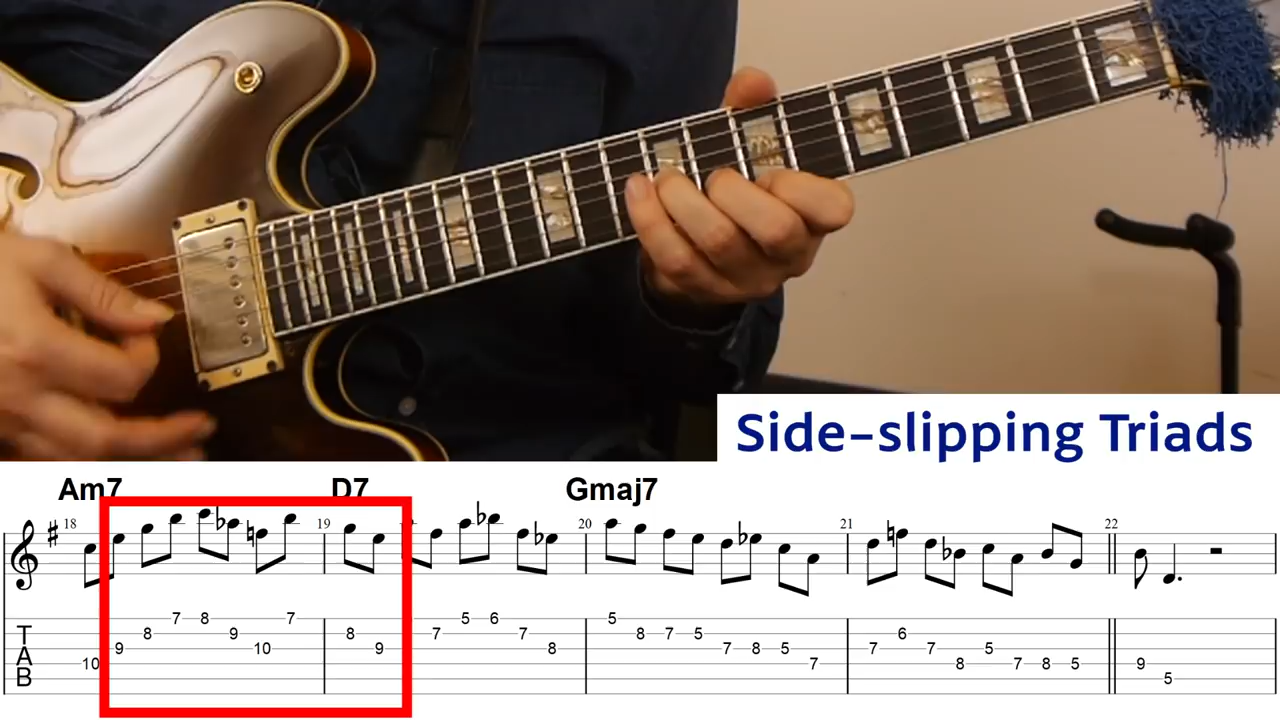 Side-slipping Triads
Am7 D7 Gmaj7
18 19 20 21 22
7 8 7 5 6 5
8 9 8 7 7 8 7 5 6
9 10 9 8 7 8 5 7 7 5
10 7 8 7 8 5 9
5
T
A
B